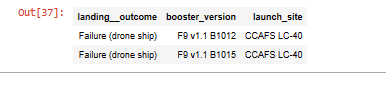 Out[37]:
landing__outcome booster_version launch_site
Failure (drone ship) F9 v1.1 B1012 CCAFS LC-40
Failure (drone ship) F9 v1.1 B1015 CCAFS LC-40